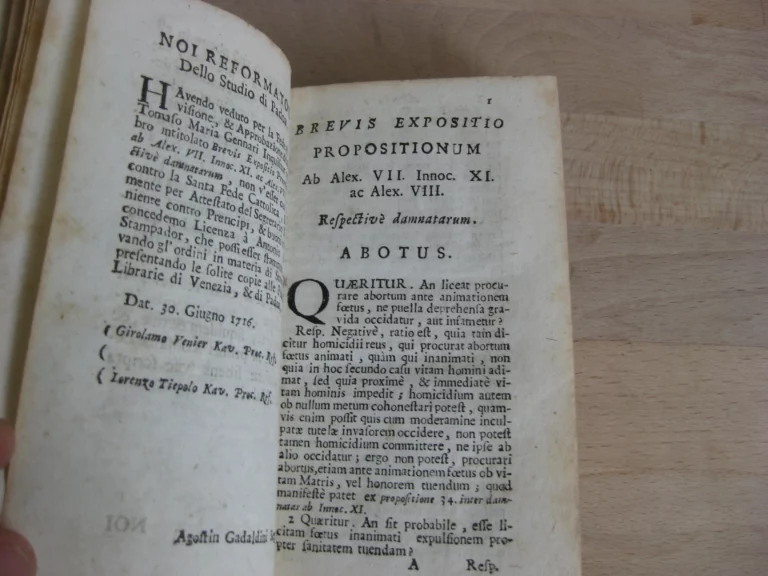 NOI REFORMATO
Dello Studio di Pado
HAvendo veduto per la Fede
visione, & Approbazione
Tomaso Maria Gennari Inqui
bro intitolato Brevis Expositio Pro
ab Alex. VII. Innoc. XI. ac Alex.
ctivè damnatarum, non v'esser
contro la Santa Fede Cattolica,
mente per Attestato del Segretario
niente contro Prencipi, & buoni
concedemo Licenza à Antonio
Stampador, che possi esser stam
vando gl'ordini in materia di
presentando le solite copie alle
Librarie di Venezia, & di Pado
Dat. 30. Giugno 1716.
( Girolamo Venier Kav. Proc. Ref.
(
( Lorenzo Tiepolo Kav. Proc. Ref.
Agostin Gadaldini
NOI
1
BREVIS EXPOSITIO
PROPOSITIONUM
Ab Alex. VII. Innoc. XI.
ac Alex. VIII.
Respectivè damnatarum.
ABOTUS.
QUÆRITUR. An liceat procu-
rare abortum ante animationem
fœtus, ne puella deprehensa gra-
vida occidatur, aut infametur?
Resp. Negativè, ratio est, quia tam di-
citur homicidii reus, qui procurat abortum
fœtus animati, quàm qui inanimati, non
quia in hoc secundo casu vitam homini adi-
mat, sed quia proximè, & immediatè vi-
tam hominis impedit; homicidium autem
ob nullum metum cohonestari potest, quam-
vis enim possit quis cum moderamine incul-
patæ tutelæ invasorem occidere, non potest
tamen homicidium committere, ne ipse ab
alio occidatur; ergo non potest, procurari
abortus, etiam ante animationem fœtus ob vi-
tam Matris, vel honorem tuendum; quod
manifestè patet ex propositione 34. inter dam-
natas ab Innoc. XI.
2 Quæritur. An sit probabile, esse li-
citam fœtus inanimati expulsionem pro-
pter sanitatem tuendam?
A Resp.